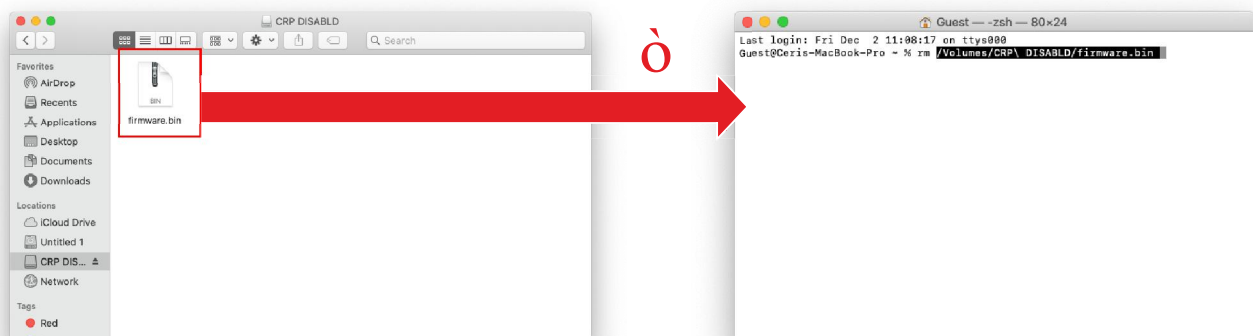 CRP DISABLD
Search
Favorites
AirDrop
Recents
Applications
Desktop
Documents
Downloads
Locations
iCloud Drive
Untitled 1
CRP DIS...
Network
Tags
Red
BIN
firmware.bin
ò
Guest — -zsh — 80×24
Last login: Fri Dec  2 11:08:17 on ttys000
Guest@Ceris-MacBook-Pro ~ % rm /Volumes/CRP\ DISABLD/firmware.bin